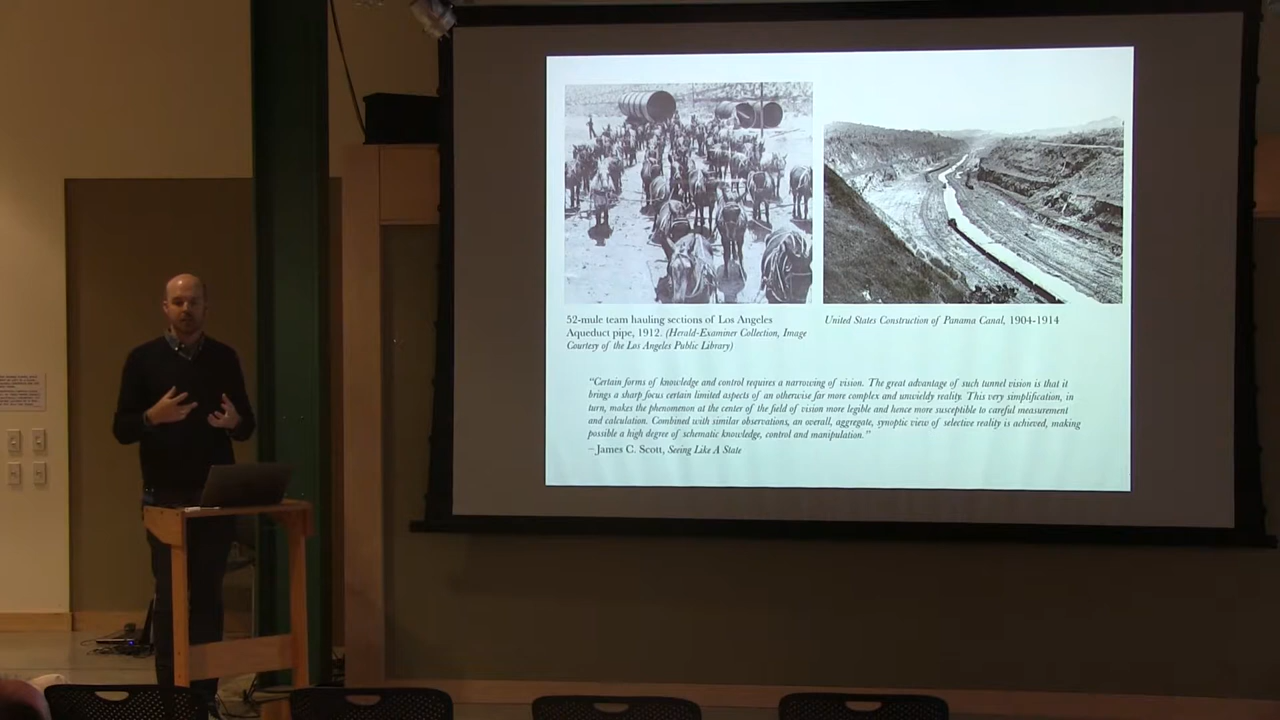 52-mule team hauling sections of Los Angeles
Aqueduct pipe, 1912. (Herald-Examiner Collection, Image
Courtesy of the Los Angeles Public Library)
United States Construction of Panama Canal, 1904-1914
"Certain forms of knowledge and control requires a narrowing of vision. The great advantage of such tunnel vision is that it
brings a sharp focus certain limited aspects of an otherwise far more complex and unwieldy reality. This very simplification, in
turn, makes the phenomenon at the center of the field of vision more legible and hence more susceptible to careful measurement
and calculation. Combined with similar observations, an overall, aggregate, synoptic view of selective reality is achieved, making
possible a high degree of schematic knowledge, control and manipulation."
– James C. Scott, Seeing Like A State